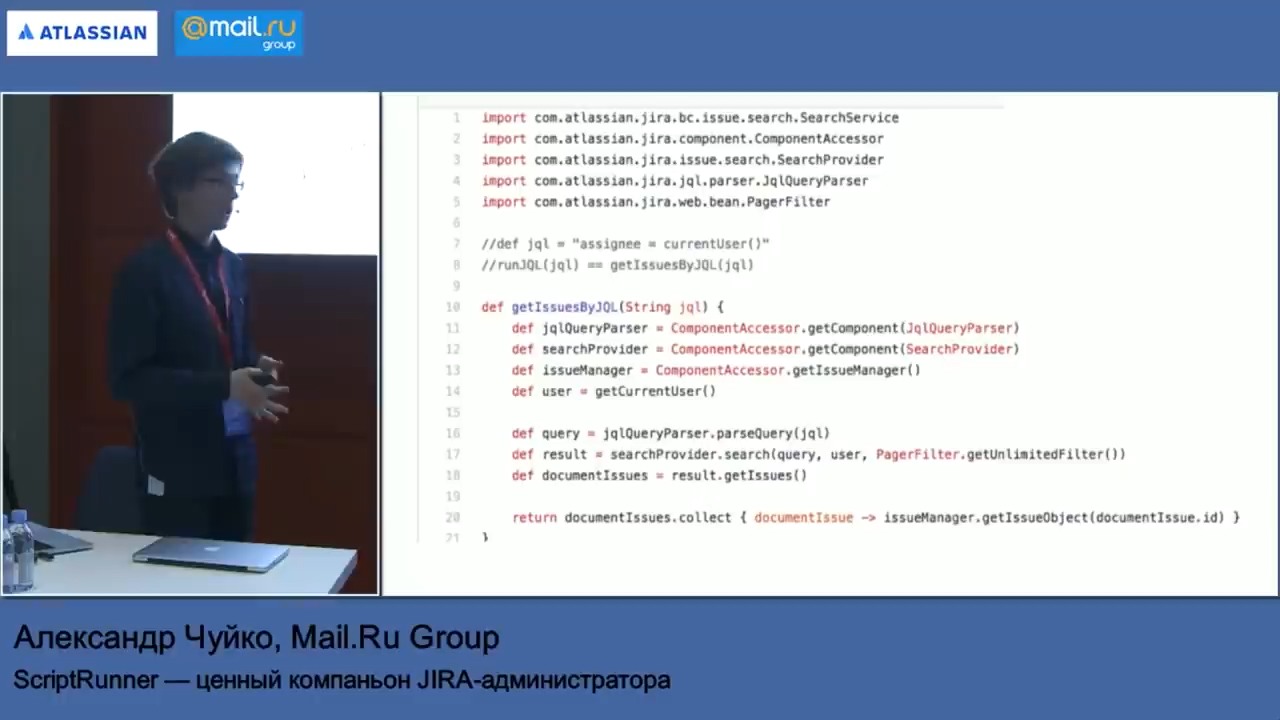 ATLASSIAN
@mail.ru
group
1 import com.atlassian.jira.bc.issue.search.SearchService
2 import com.atlassian.jira.component.ComponentAccessor
3 import com.atlassian.jira.issue.search.SearchProvider
4 import com.atlassian.jira.jql.parser.JqlQueryParser
5 import com.atlassian.jira.web.bean.PagerFilter
6
7 //def jql = "assignee = currentUser()"
8 //runJQL(jql) == getIssuesByJQL(jql)
9
10 def getIssuesByJQL(String jql) {
11 def jqlQueryParser = ComponentAccessor.getComponent(JqlQueryParser)
12 def searchProvider = ComponentAccessor.getComponent(SearchProvider)
13 def issueManager = ComponentAccessor.getIssueManager()
14 def user = getCurrentUser()
15
16 def query = jqlQueryParser.parseQuery(jql)
17 def result = searchProvider.search(query, user, PagerFilter.getUnlimitedFilter())
18 def documentIssues = result.getIssues()
19
20 return documentIssues.collect { documentIssue -> issueManager.getIssueObject(documentIssue.id) }
21 }
Александр Чуйко, Mail.Ru Group
ScriptRunner — ценный компаньон JIRA-администратора